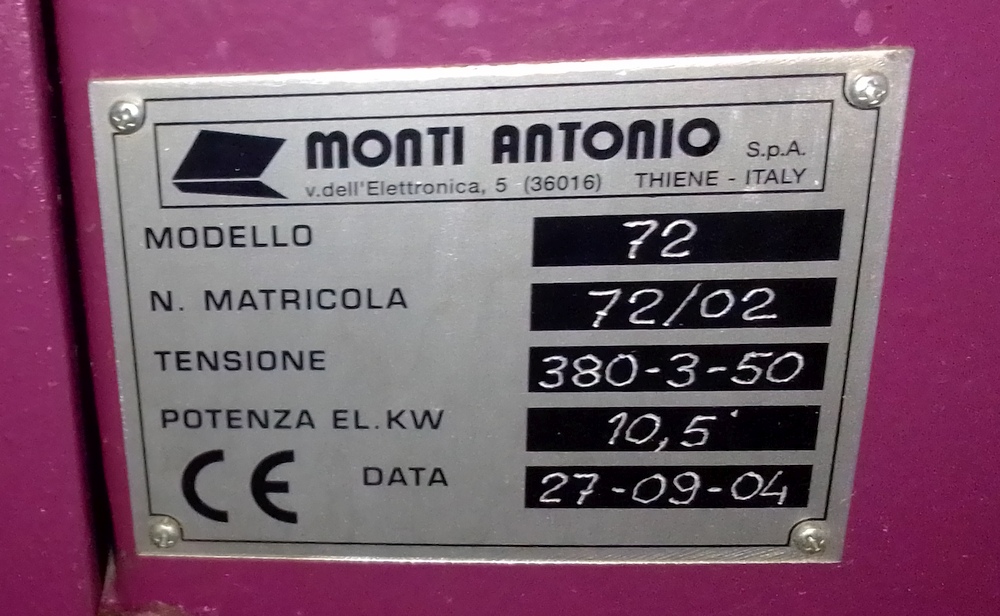 MONTI ANTONIO S.p.A.
v.dell'Elettronica, 5 (36016) THIENE - ITALY
MODELLO 72
N. MATRICOLA 72/02
TENSIONE 380-3-50
POTENZA EL.KW 10,5
CE DATA 27-09-04